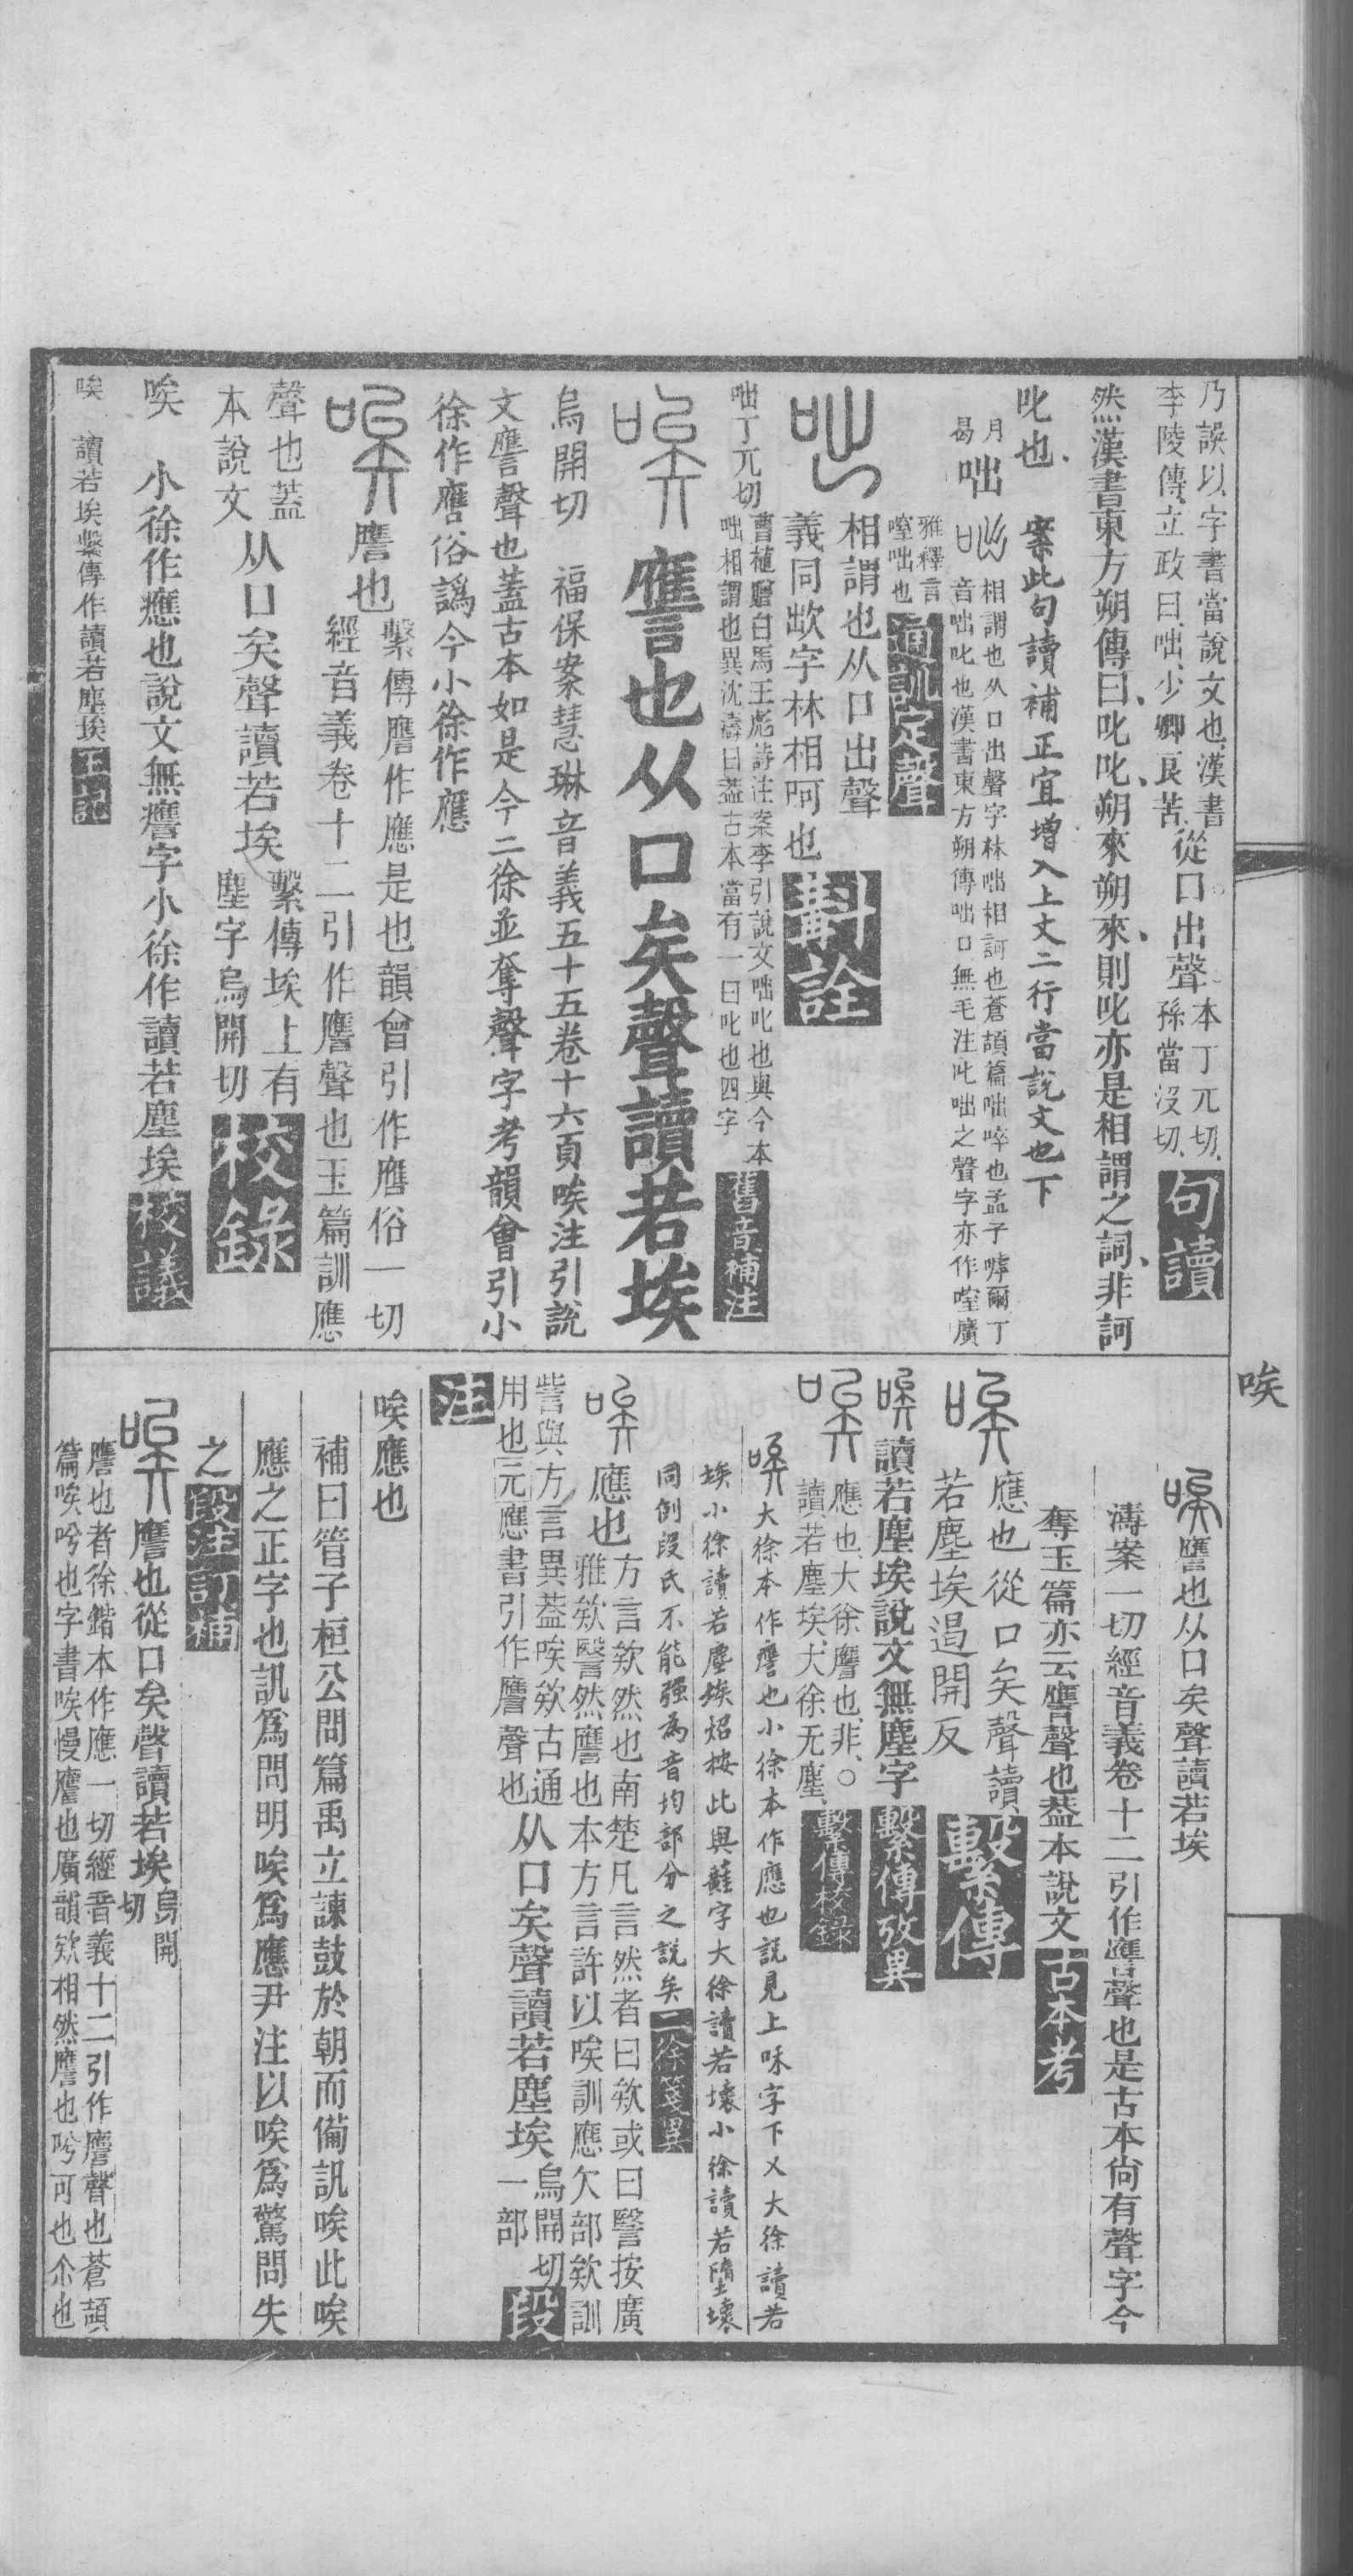 乃誤以字書當說文也漢書
李陵傳立政曰咄少卿良苦
從口出聲
本丁兀切
孫當沒切
句讀
然漢書東方朔傳曰叱叱朔來朔來則叱亦是相謂之詞非訶
叱也
案此句讀補正宜增入上文二行當說文也下
月
曷
咄
相謂也从口出聲字林咄相訶也蒼頡篇咄啐也孟子嘑爾丁
音咄叱也漢書東方朔傳咄口無毛注叱咄之聲字亦作㗌廣
雅釋言
㗌咄也
通訓定聲
相謂也从口出聲
義同欪字林相呵也
斠詮
咄丁兀切
曹植贈白馬王彪詩注案李引說文咄叱也與今本
咄相謂也異沈濤曰蓋古本當有一曰叱也四字
舊音補注
譍也从口矣聲讀若埃
烏開切
福保案慧琳音義五十五卷十六頁唉注引說
文譍聲也蓋古本如是今二徐並奪聲字考韻會引小
徐作譍俗譌今小徐作應
譍也
繫傳譍作應是也韻會引作譍俗一切
經音義卷十二引作譍聲也玉篇訓應
聲也蓋
本說文
从口矣聲讀若埃
繫傳埃上有
塵字烏開切
校錄
唉
小徐作應也說文無譍字小徐作讀若塵埃
校議
唉
讀若埃繫傳作讀若塵埃
唉
譍也从口矣聲讀若埃
濤案一切經音義卷十二引作譍聲也是古本尚有聲字今
奪玉篇亦云譍聲也蓋本說文
古本考
應也從口矣聲讀
若塵埃遏開反
繫傳
讀若塵埃說文無塵字
繫傳攷異
應也大徐譍也非○
讀若塵埃大徐无塵
繫傳校錄
大徐本作譍也小徐本作應也説見上咊字下又大徐讀若
埃小徐讀若塵埃炤按此與蘳字大徐讀若壞小徐讀若隓壞
同例段氏不能强為音均部分之説矣
二徐箋異
應也
方言欸然也南楚凡言然者曰欸或曰䃜按廣
雅欸䃜然譍也本方言許以唉訓應欠部欸訓
訾與方言異蓋唉欸古通
用也元應書引作譍聲也
从口矣聲讀若塵埃
烏開切
一部
段
注
唉應也
補曰管子桓公問篇禹立諫鼓於朝而備訊唉此唉
應之正字也訊爲問明唉爲應尹注以唉爲驚問失
之
段注訂補
譍也從口矣聲讀若埃
烏開
切
譍也者徐鍇本作應一切經音義十二引作譍聲也蒼頡
篇唉吟也字書唉慢譍也廣韻欸相然譍也吟可也尒也